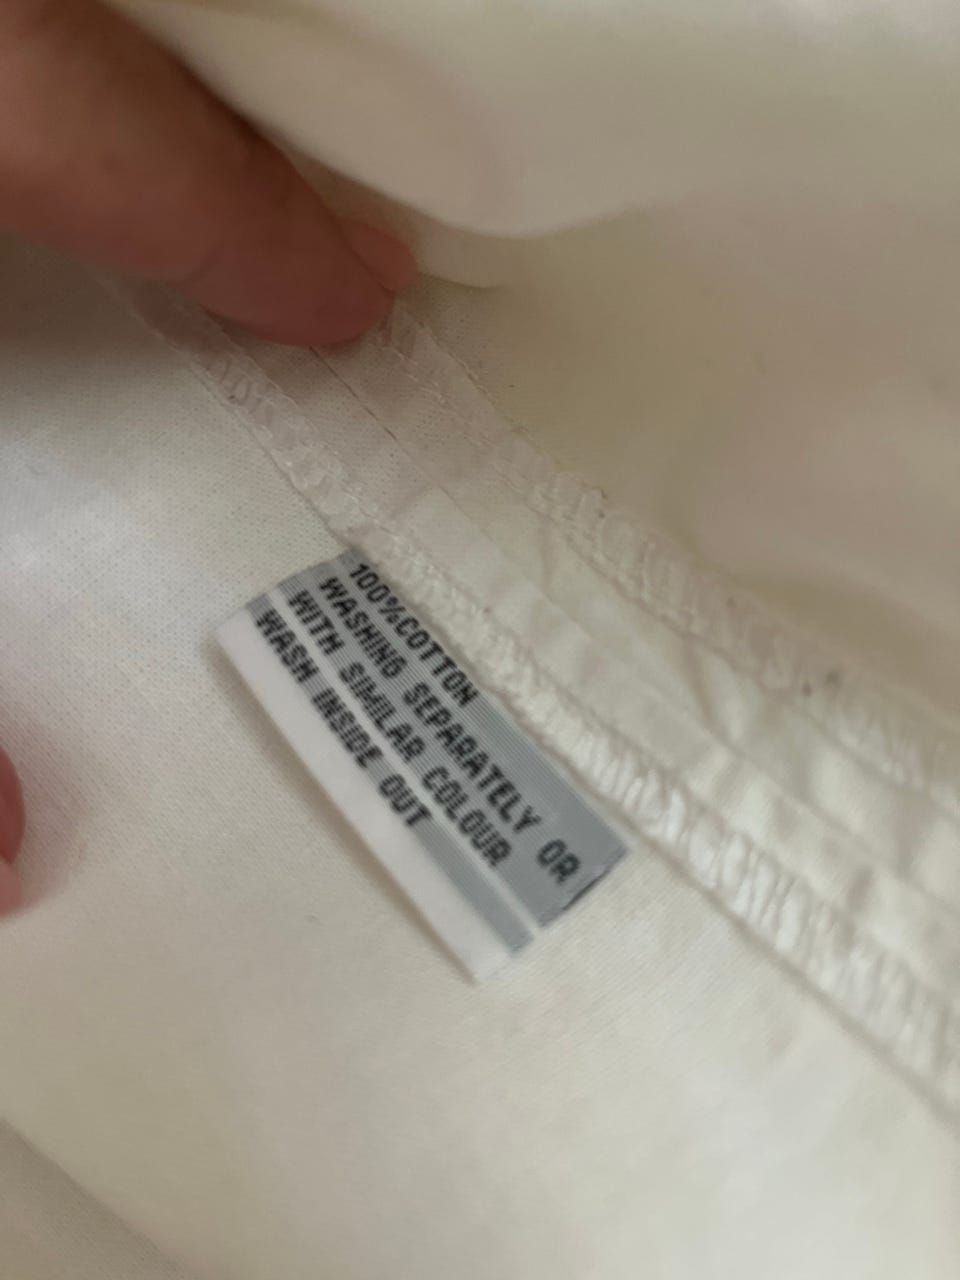 100%COTTON
WASHING SEPARATELY OR
WITH SIMILAR COLOUR
WASH INSIDE OUT